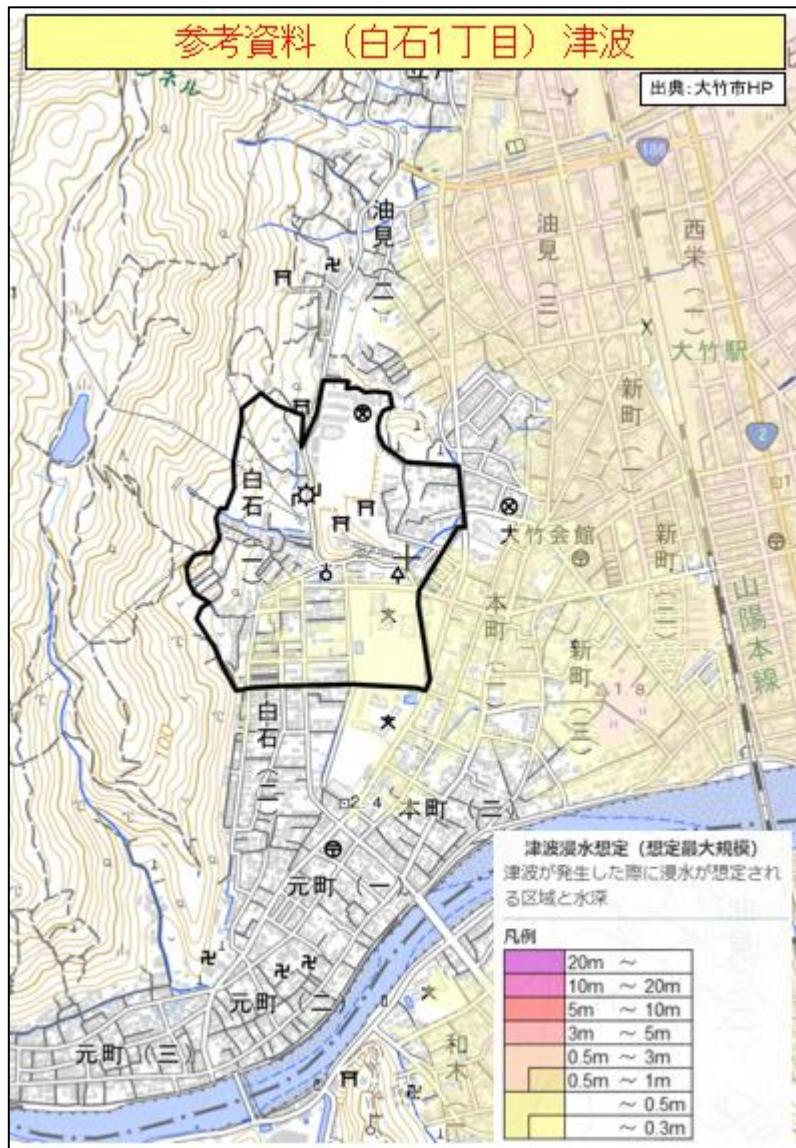 参考資料 （白石1丁目） 津波
ンネル
出典：大竹市HP
186
油見（二）
油見（三）
西栄（一）
大竹駅
新町（一）
2
白石（一）
大竹会館
新町（二）
本町（二）
新町（三）
山陽本線
1.8
白石（二）
2 4
本町（三）
元町（一）
元町（二）
元町（三）
和木
津波浸水想定（想定最大規模）
津波が発生した際に浸水が想定され
る区域と水深
凡例
20m ～
10m ～ 20m
5m ～ 10m
3m ～ 5m
0.5m ～ 3m
0.5m ～ 1m
～ 0.5m
～ 0.3m